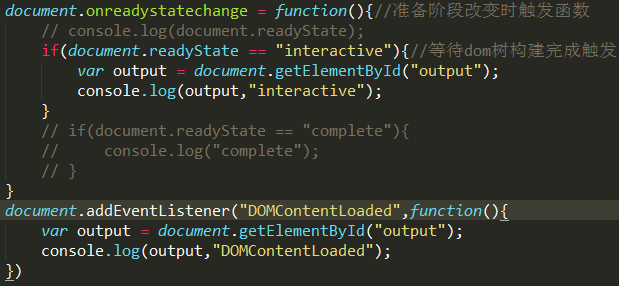 document.onreadystatechange = function(){//准备阶段改变时触发函数
// console.log(document.readyState);
if(document.readyState == "interactive"){//等待dom树构建完成触发
var output = document.getElementById("output");
console.log(output,"interactive");
}
// if(document.readyState == "complete"){
// console.log("complete");
// }
}
document.addEventListener("DOMContentLoaded",function(){
var output = document.getElementById("output");
console.log(output,"DOMContentLoaded");
})